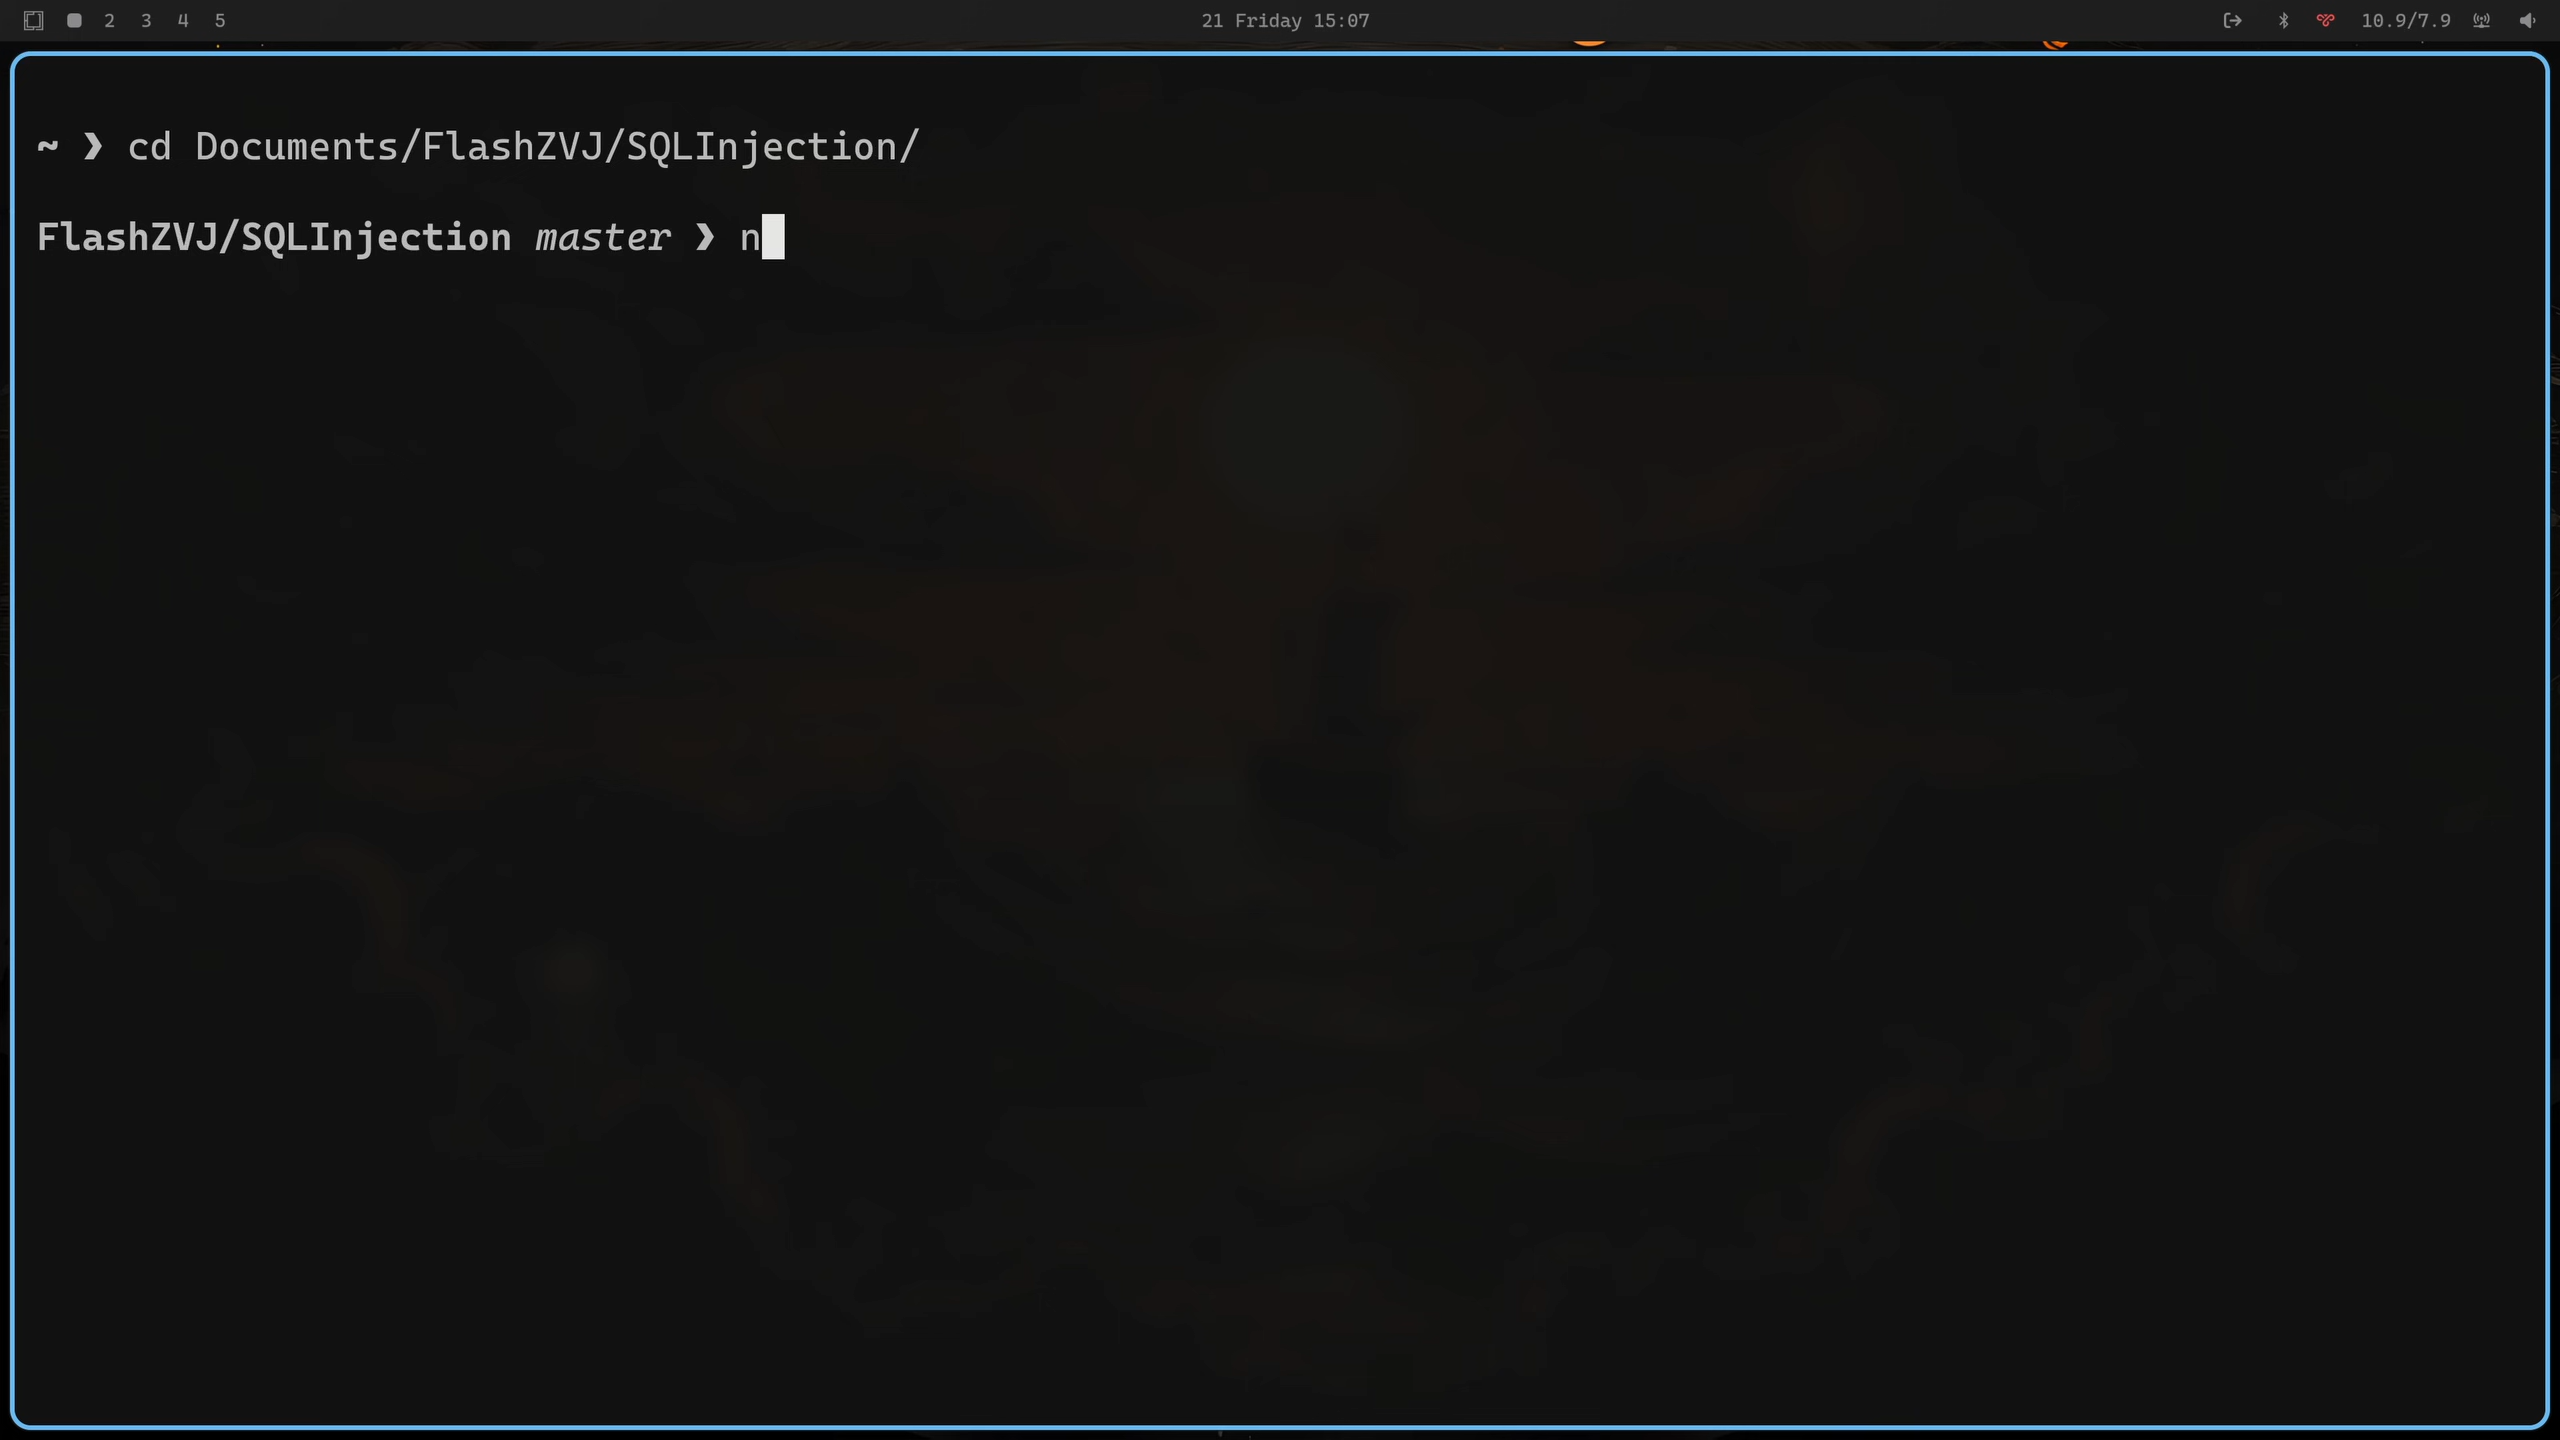 2 3 4 5 21 Friday 15:07 10.9/7.9
~ ❯ cd Documents/FlashZVJ/SQLInjection/
FlashZVJ/SQLInjection master ❯ n